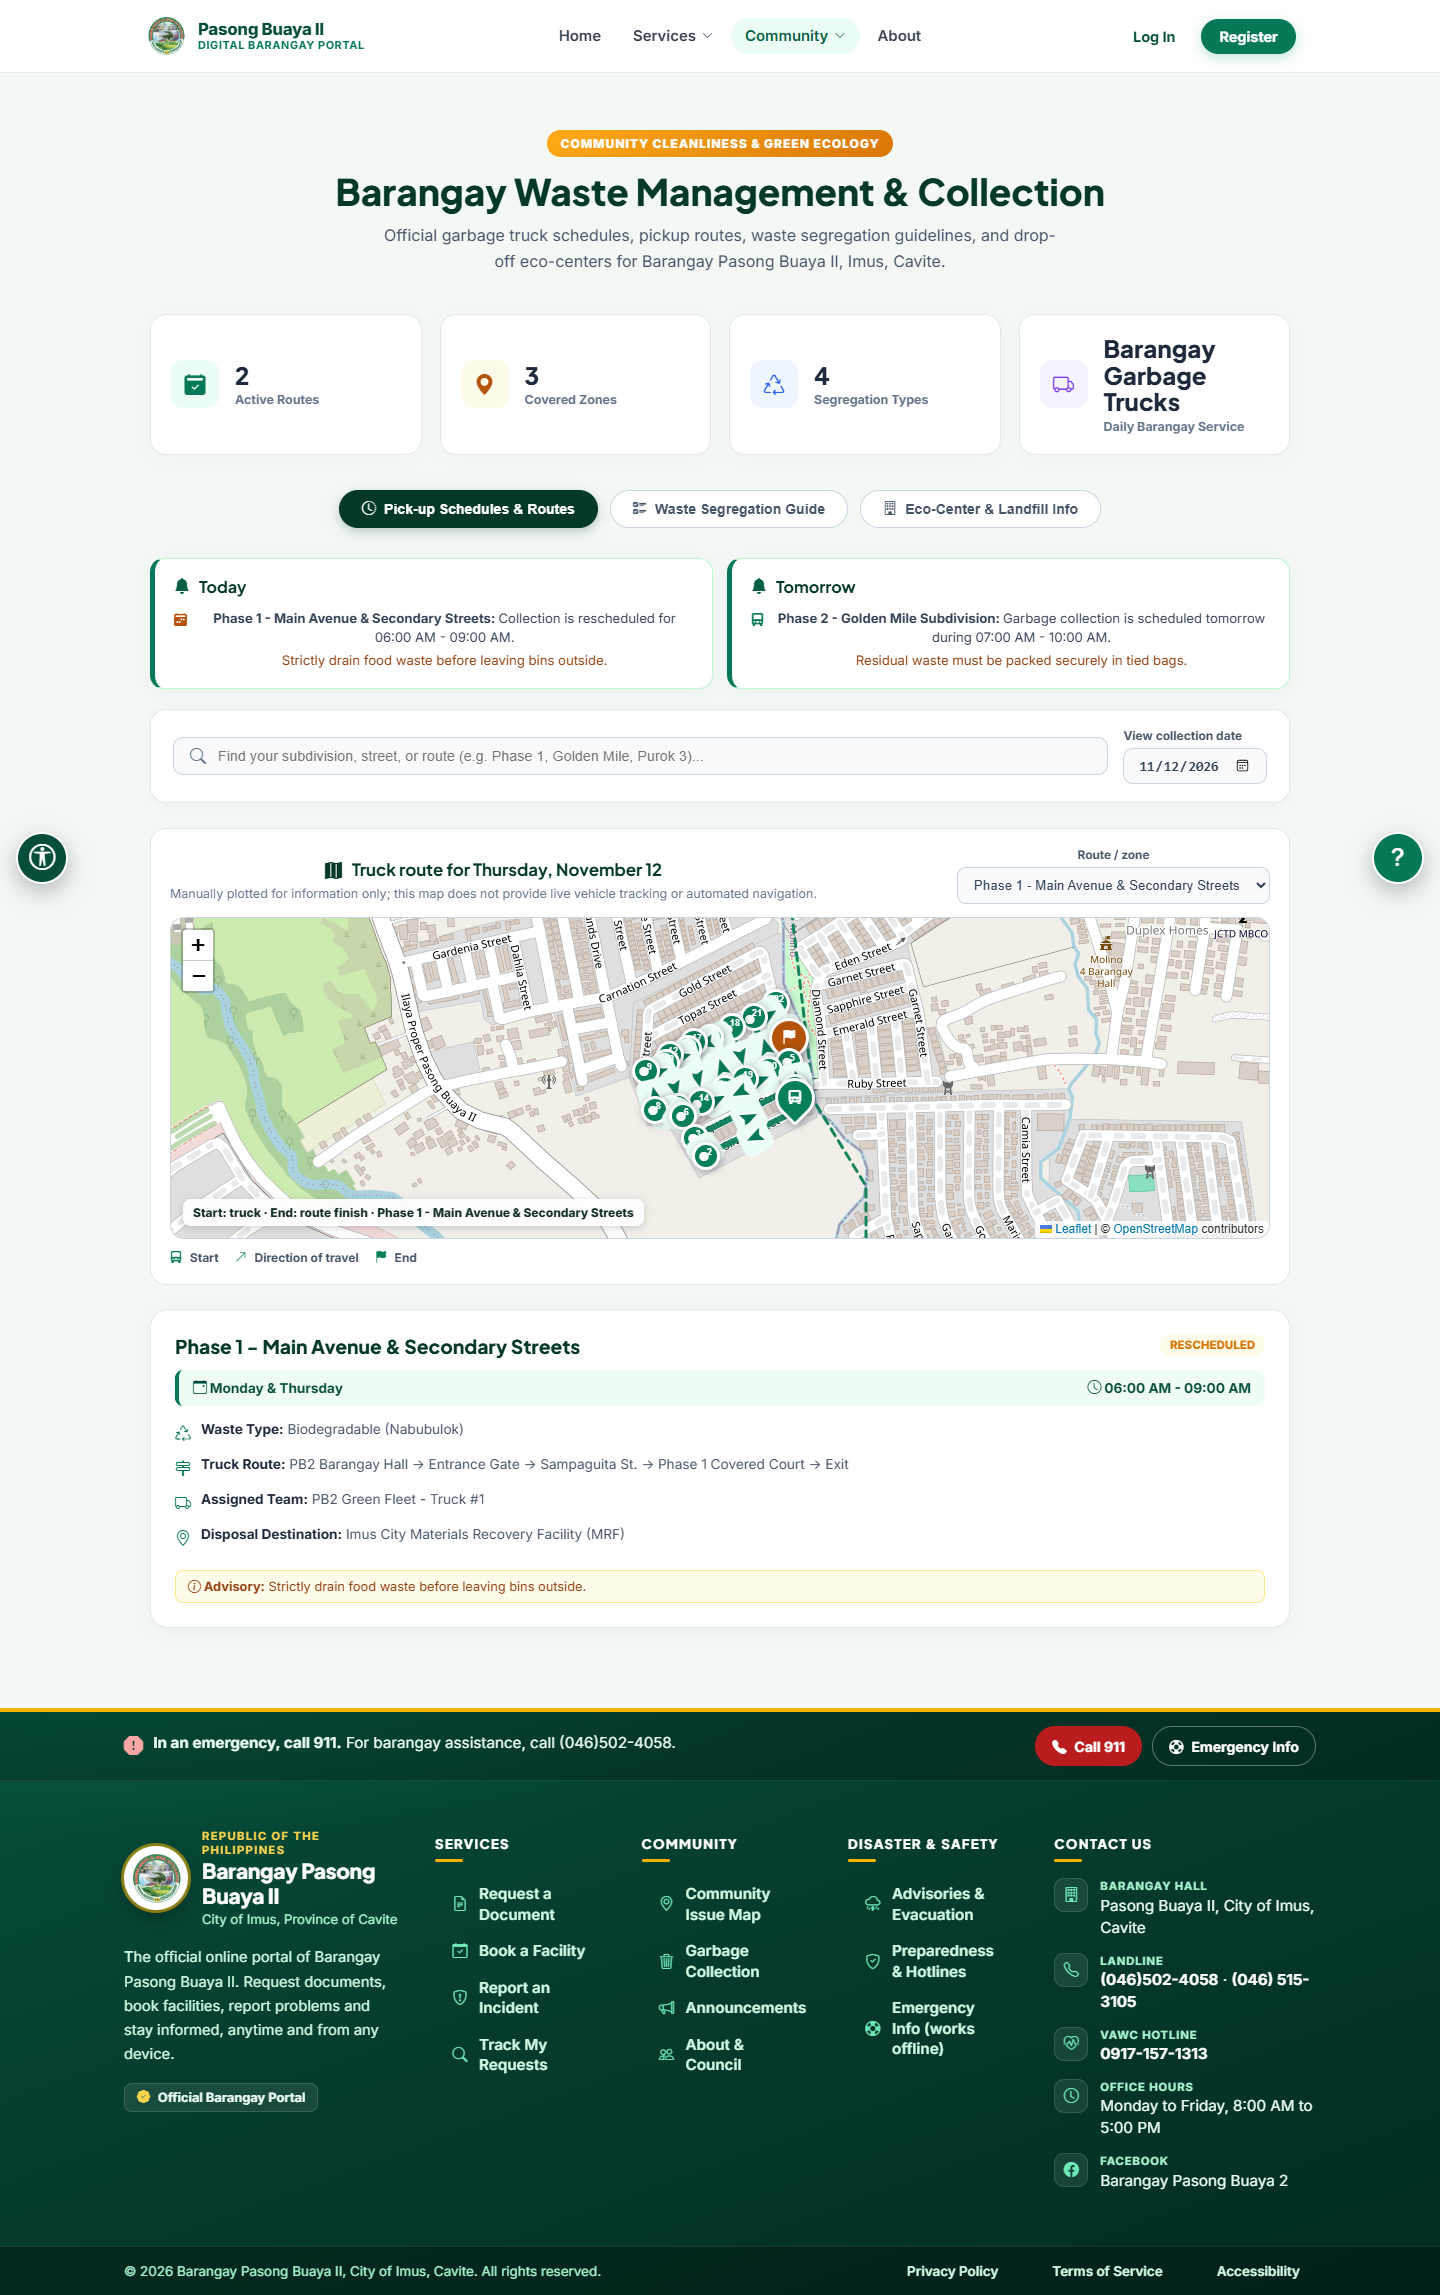 Pasong Buaya II
DIGITAL BARANGAY PORTAL
Home
Services
Community
About
Log In
Register
COMMUNITY CLEANLINESS & GREEN ECOLOGY
Barangay Waste Management & Collection
Official garbage truck schedules, pickup routes, waste segregation guidelines, and drop-
off eco-centers for Barangay Pasong Buaya II, Imus, Cavite.
2
Active Routes
3
Covered Zones
4
Segregation Types
Barangay
Garbage
Trucks
Daily Barangay Service
Pick-up Schedules & Routes
Waste Segregation Guide
Eco-Center & Landfill Info
Today
Phase 1 - Main Avenue & Secondary Streets: Collection is rescheduled for
06:00 AM - 09:00 AM.
Strictly drain food waste before leaving bins outside.
Tomorrow
Phase 2 - Golden Mile Subdivision: Garbage collection is scheduled tomorrow
during 07:00 AM - 10:00 AM.
Residual waste must be packed securely in tied bags.
Find your subdivision, street, or route (e.g. Phase 1, Golden Mile, Purok 3)...
View collection date
11/12/2026
?
Truck route for Thursday, November 12
Manually plotted for information only; this map does not provide live vehicle tracking or automated navigation.
Route / zone
Phase 1 - Main Avenue & Secondary Streets
+
−
Gardenia Street
Dahlia Street
Carnation Street
Gold Street
Topaz Street
Eden Street
Garnet Street
Sapphire Street
Emerald Street
Garnet Street
Diamond Street
Ruby Street
Camia Street
Ilaya Proper Pasong Buaya II
Duplex Homes
JCTD MBCO
Molino
4 Barangay
Hall
21
18
5
9
14
8
6
2
Start: truck · End: route finish · Phase 1 - Main Avenue & Secondary Streets
Leaflet | © OpenStreetMap contributors
Start
Direction of travel
End
Phase 1 - Main Avenue & Secondary Streets
RESCHEDULED
Monday & Thursday
06:00 AM - 09:00 AM
Waste Type: Biodegradable (Nabubulok)
Truck Route: PB2 Barangay Hall → Entrance Gate → Sampaguita St. → Phase 1 Covered Court → Exit
Assigned Team: PB2 Green Fleet - Truck #1
Disposal Destination: Imus City Materials Recovery Facility (MRF)
Advisory: Strictly drain food waste before leaving bins outside.
In an emergency, call 911. For barangay assistance, call (046)502-4058.
Call 911
Emergency Info
REPUBLIC OF THE
PHILIPPINES
Barangay Pasong
Buaya II
City of Imus, Province of Cavite
The official online portal of Barangay
Pasong Buaya II. Request documents,
book facilities, report problems and
stay informed, anytime and from any
device.
Official Barangay Portal
SERVICES
Request a
Document
Book a Facility
Report an
Incident
Track My
Requests
COMMUNITY
Community
Issue Map
Garbage
Collection
Announcements
About &
Council
DISASTER & SAFETY
Advisories &
Evacuation
Preparedness
& Hotlines
Emergency
Info (works
offline)
CONTACT US
BARANGAY HALL
Pasong Buaya II, City of Imus,
Cavite
LANDLINE
(046)502-4058 · (046) 515-
3105
VAWC HOTLINE
0917-157-1313
OFFICE HOURS
Monday to Friday, 8:00 AM to
5:00 PM
FACEBOOK
Barangay Pasong Buaya 2
© 2026 Barangay Pasong Buaya II, City of Imus, Cavite. All rights reserved.
Privacy Policy
Terms of Service
Accessibility